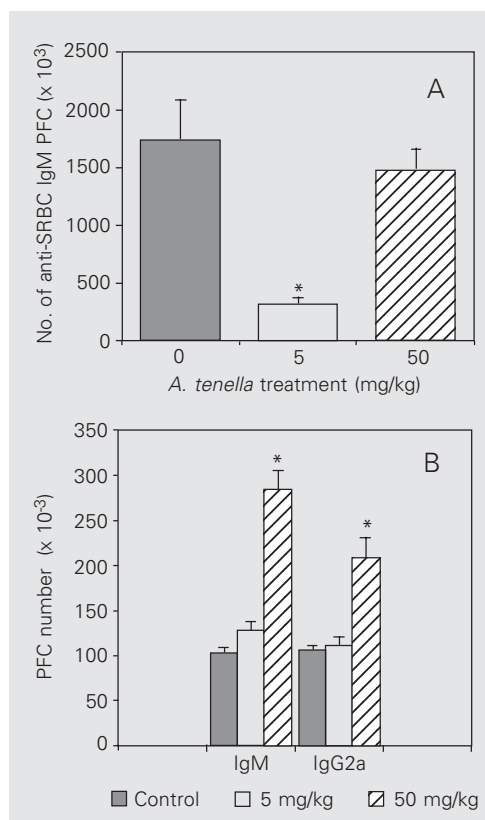 A
No. of anti-SRBC IgM PFC (x 10³)
2500
2000
1500
1000
500
0
*
0 5 50
A. tenella treatment (mg/kg)
B
PFC number (x 10⁻³)
350
300
250
200
150
100
50
0
*
*
IgM IgG2a
Control 5 mg/kg 50 mg/kg